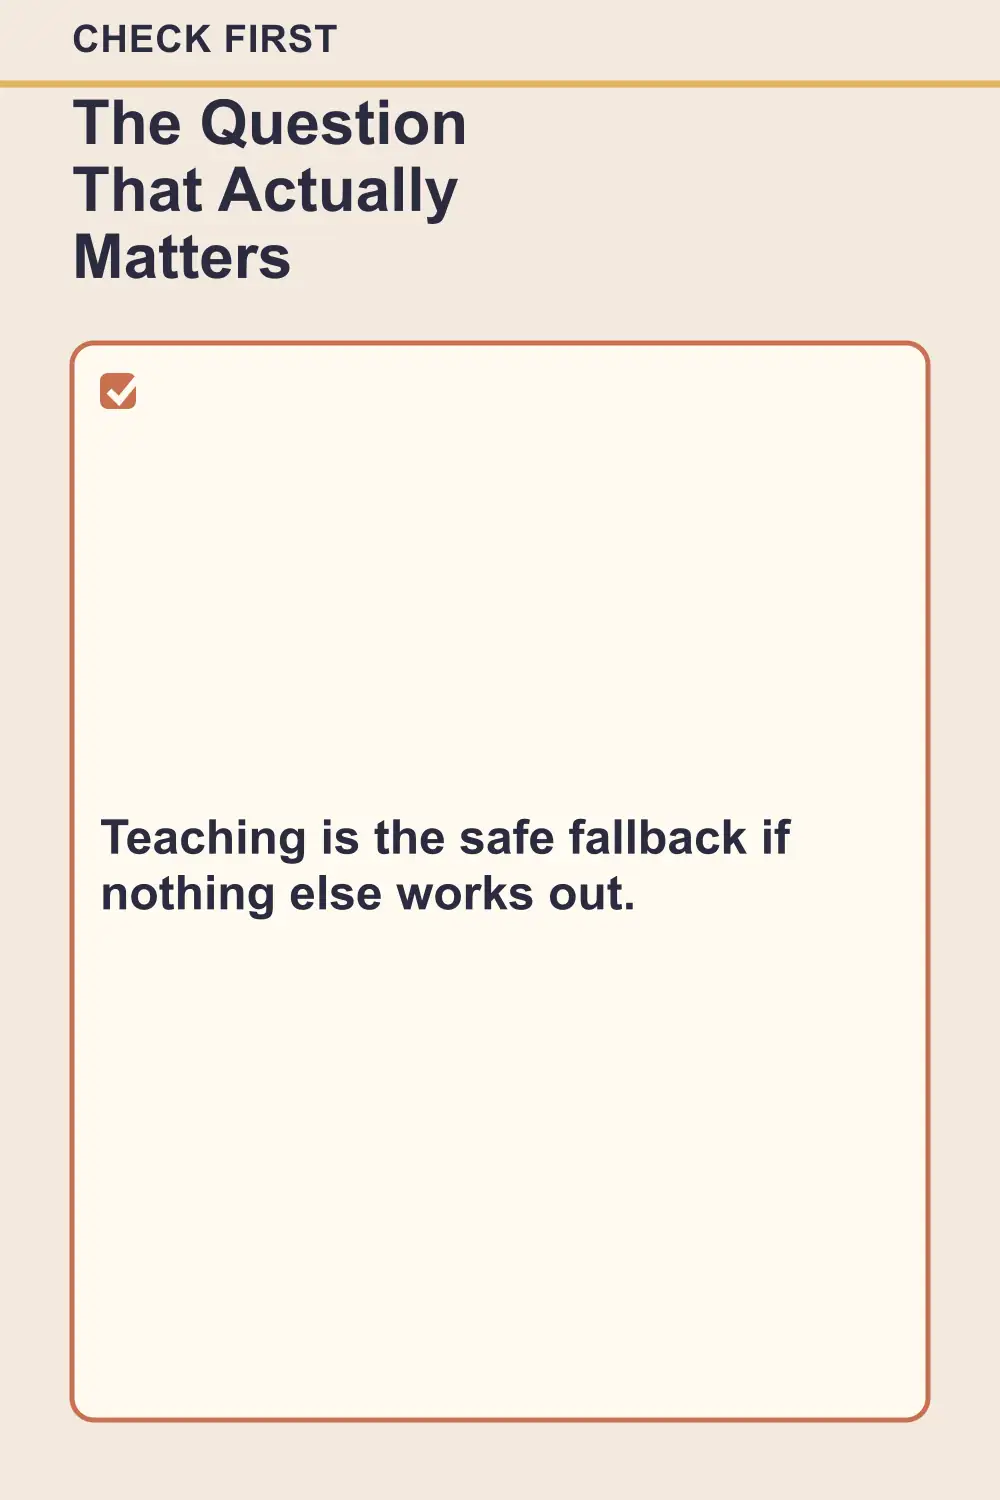 CHECK FIRST
The Question
That Actually
Matters
Teaching is the safe fallback if
nothing else works out.